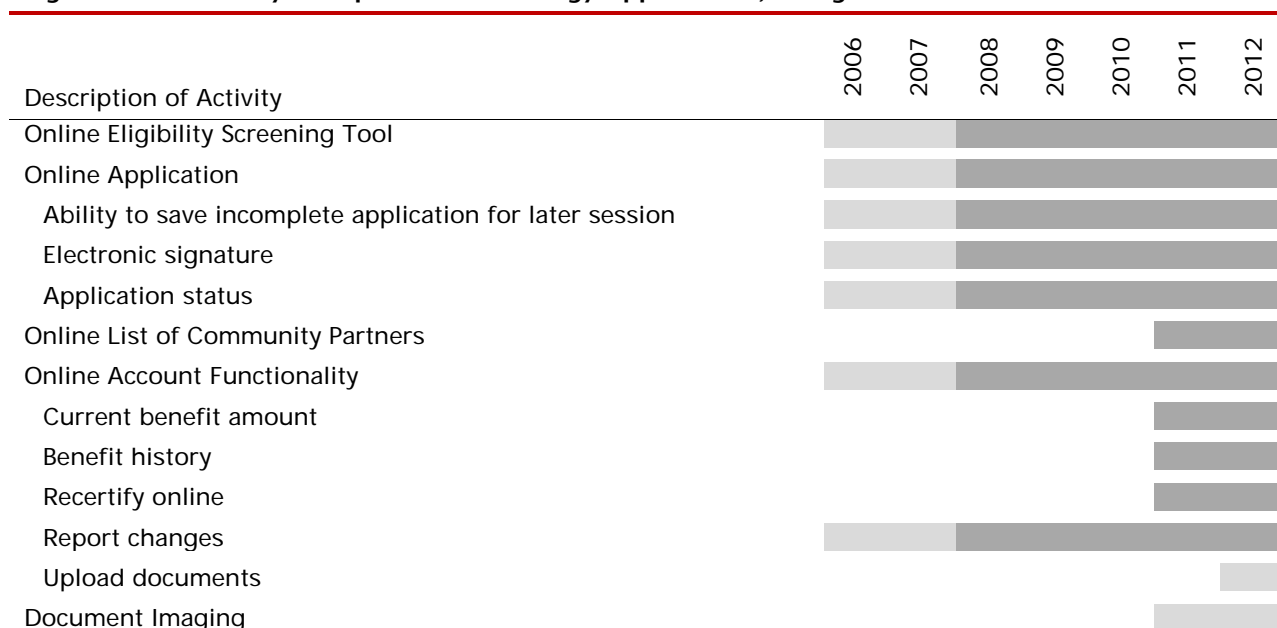 2006 2007 2008 2009 2010 2011 2012
Description of Activity
Online Eligibility Screening Tool
Online Application
Ability to save incomplete application for later session
Electronic signature
Application status
Online List of Community Partners
Online Account Functionality
Current benefit amount
Benefit history
Recertify online
Report changes
Upload documents
Document Imaging